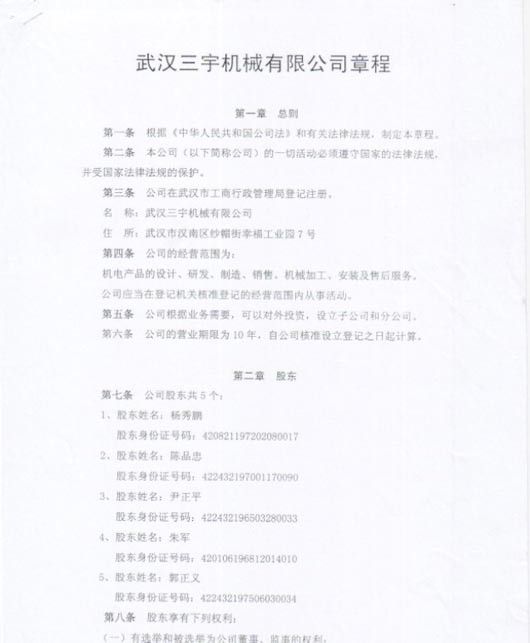 武汉三宇机械有限公司章程
第一章 总则
第一条 根据《中华人民共和国公司法》和有关法律法规，制定本章程。
第二条 本公司（以下简称公司）的一切活动必须遵守国家的法律法规，
并受国家法律法规的保护。
第三条 公司在武汉市工商行政管理局登记注册。
名 称：武汉三宇机械有限公司
住 所：武汉市汉南区纱帽街幸福工业园7号
第四条 公司的经营范围为：
机电产品的设计、研发、制造、销售、机械加工、安装及售后服务。
公司应当在登记机关核准登记的经营范围内从事活动。
第五条 公司根据业务需要，可以对外投资，设立子公司和分公司。
第六条 公司的营业期限为10年，自公司核准设立登记之日起计算。
第二章 股东
第七条 公司股东共5个：
1、股东姓名：杨秀鹏
股东身份证号码：420821197202080017
2、股东姓名：陈品忠
股东身份证号码：422432197001170090
3、股东姓名：尹正平
股东身份证号码：422432196503280033
4、股东姓名：朱军
股东身份证号码：420106196812014010
5、股东姓名：郭正义
股东身份证号码：422432197506030034
第八条 股东享有下列权利：
（一）有选举和被选举为公司董事、监事的权利；